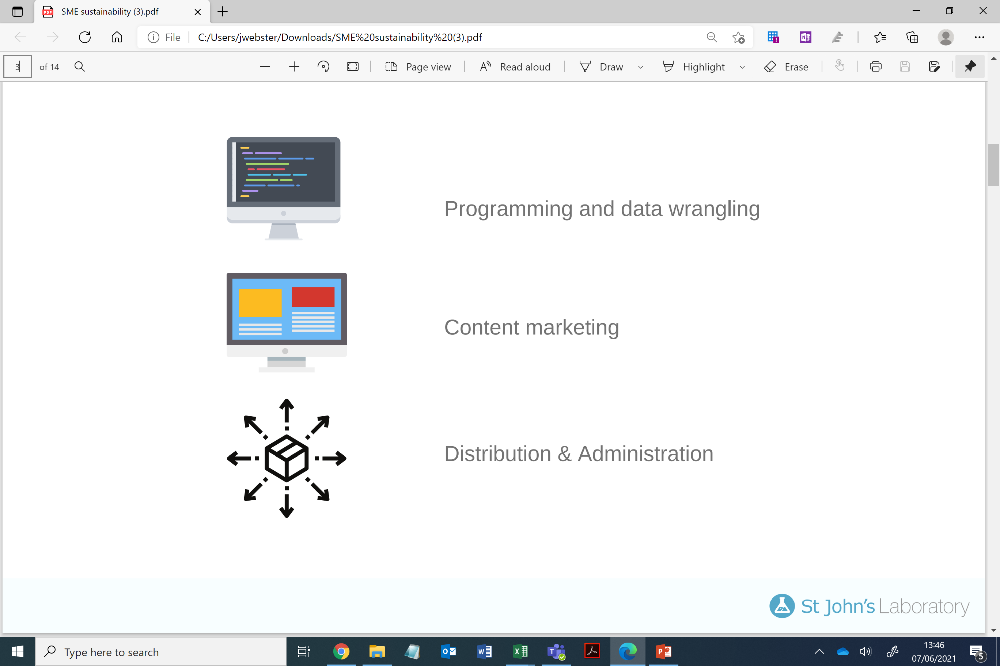 SME sustainability (3).pdf
File C:/Users/jwebster/Downloads/SME%20sustainability%20(3).pdf
3 of 14 Page view Read aloud Draw Highlight Erase
Programming and data wrangling
Content marketing
Distribution & Administration
St John's Laboratory
Type here to search
13:46
07/06/2021
5